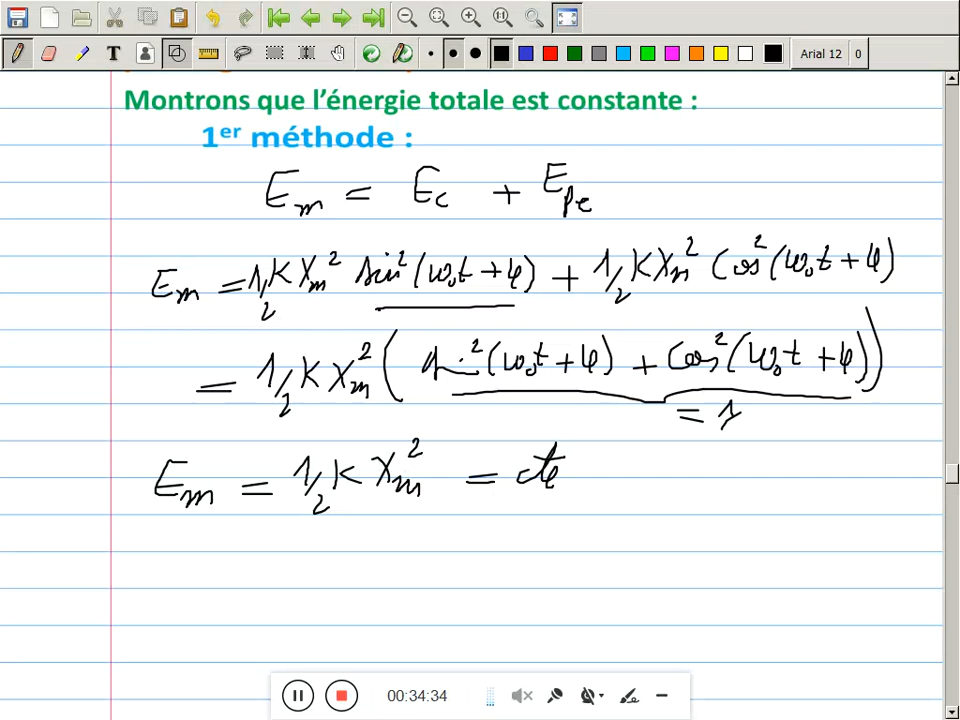 T
Arial 12 0
Montrons que l'énergie totale est constante :
1er méthode :
Em = Ec + Epe
Em = 1/2 K Xm² sin²(ω₀t + φ) + 1/2 K Xm² cos²(ω₀t + φ)
= 1/2 K Xm² ( sin²(ω₀t + φ) + cos²(ω₀t + φ))
= 1
Em = 1/2 K Xm² = cte
00:34:34